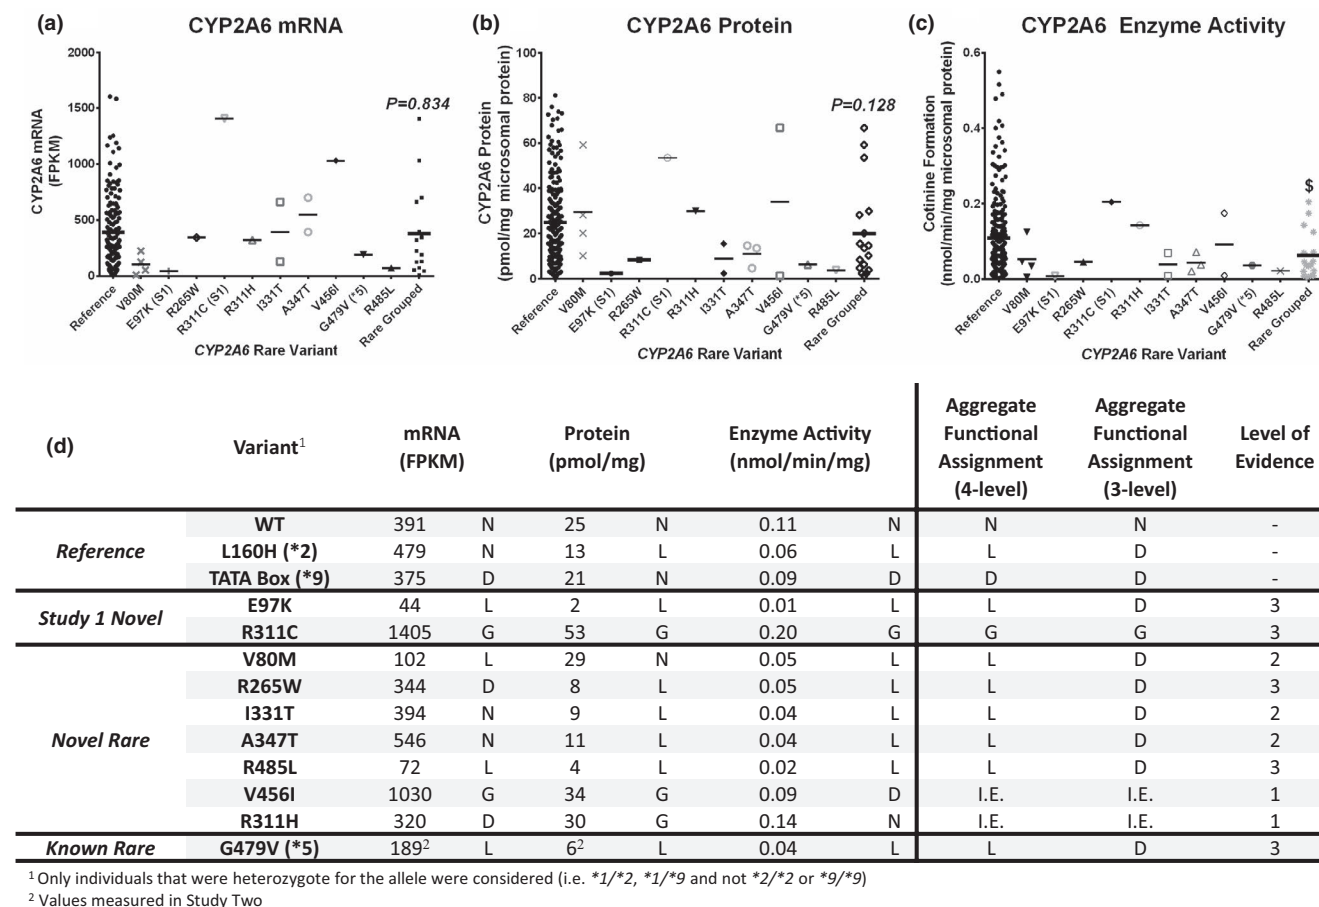 (a) CYP2A6 mRNA
CYP2A6 mRNA
(FPKM)
2000
1500
1000
500
0
P=0.834
Reference
V80M
E97K (S1)
R265W
R311C (S1)
R311H
I331T
A347T
V456I
G479V (*5)
R485L
Rare Grouped
CYP2A6 Rare Variant
(b) CYP2A6 Protein
CYP2A6 Protein
(pmol/mg microsomal protein)
100
80
60
40
20
0
P=0.128
Reference
V80M
E97K (S1)
R265W
R311C (S1)
R311H
I331T
A347T
V456I
G479V (*5)
R485L
Rare Grouped
CYP2A6 Rare Variant
(c) CYP2A6 Enzyme Activity
Cotinine Formation
(nmol/min/mg microsomal protein)
0.6
0.4
0.2
0.0
$
Reference
V80M
E97K (S1)
R265W
R311C (S1)
R311H
I331T
A347T
V456I
G479V (*5)
R485L
Rare Grouped
CYP2A6 Rare Variant
(d) Variant¹ mRNA (FPKM) Protein (pmol/mg) Enzyme Activity (nmol/min/mg) Aggregate Functional Assignment (4-level) Aggregate Functional Assignment (3-level) Level of Evidence
Reference
WT 391 N 25 N 0.11 N N N -
L160H (*2) 479 N 13 L 0.06 L L D -
TATA Box (*9) 375 D 21 N 0.09 D D D -
Study 1 Novel
E97K 44 L 2 L 0.01 L L D 3
R311C 1405 G 53 G 0.20 G G G 3
Novel Rare
V80M 102 L 29 N 0.05 L L D 2
R265W 344 D 8 L 0.05 L L D 3
I331T 394 N 9 L 0.04 L L D 2
A347T 546 N 11 L 0.04 L L D 2
R485L 72 L 4 L 0.02 L L D 3
V456I 1030 G 34 G 0.09 D I.E. I.E. 1
R311H 320 D 30 G 0.14 N I.E. I.E. 1
Known Rare
G479V (*5) 189² L 6² L 0.04 L L D 3
¹ Only individuals that were heterozygote for the allele were considered (i.e. *1/*2, *1/*9 and not *2/*2 or *9/*9)
² Values measured in Study Two